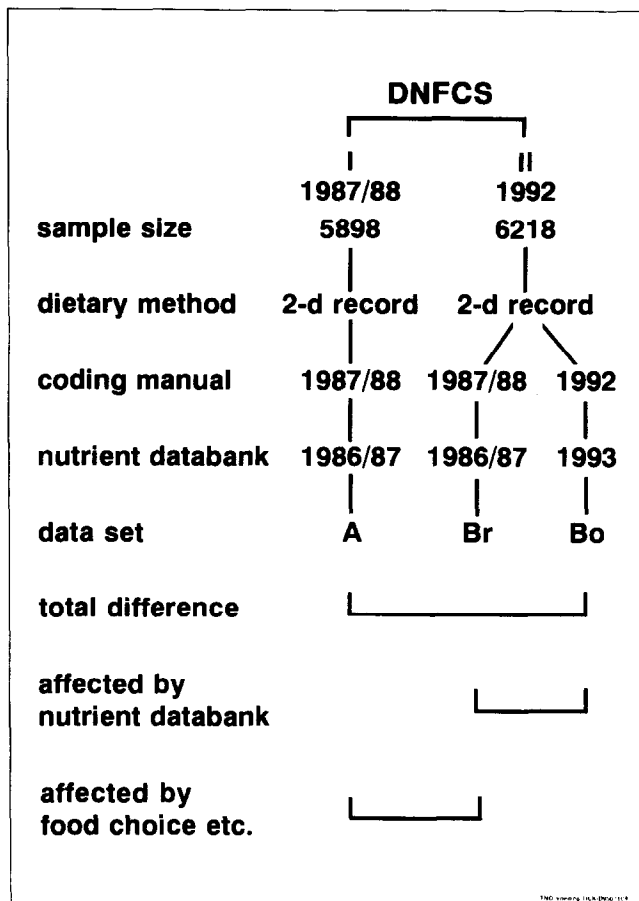 DNFCS
I II
1987/88 1992
sample size 5898 6218
dietary method 2-d record 2-d record
coding manual 1987/88 1987/88 1992
nutrient databank 1986/87 1986/87 1993
data set A Br Bo
total difference
affected by
nutrient databank
affected by
food choice etc.